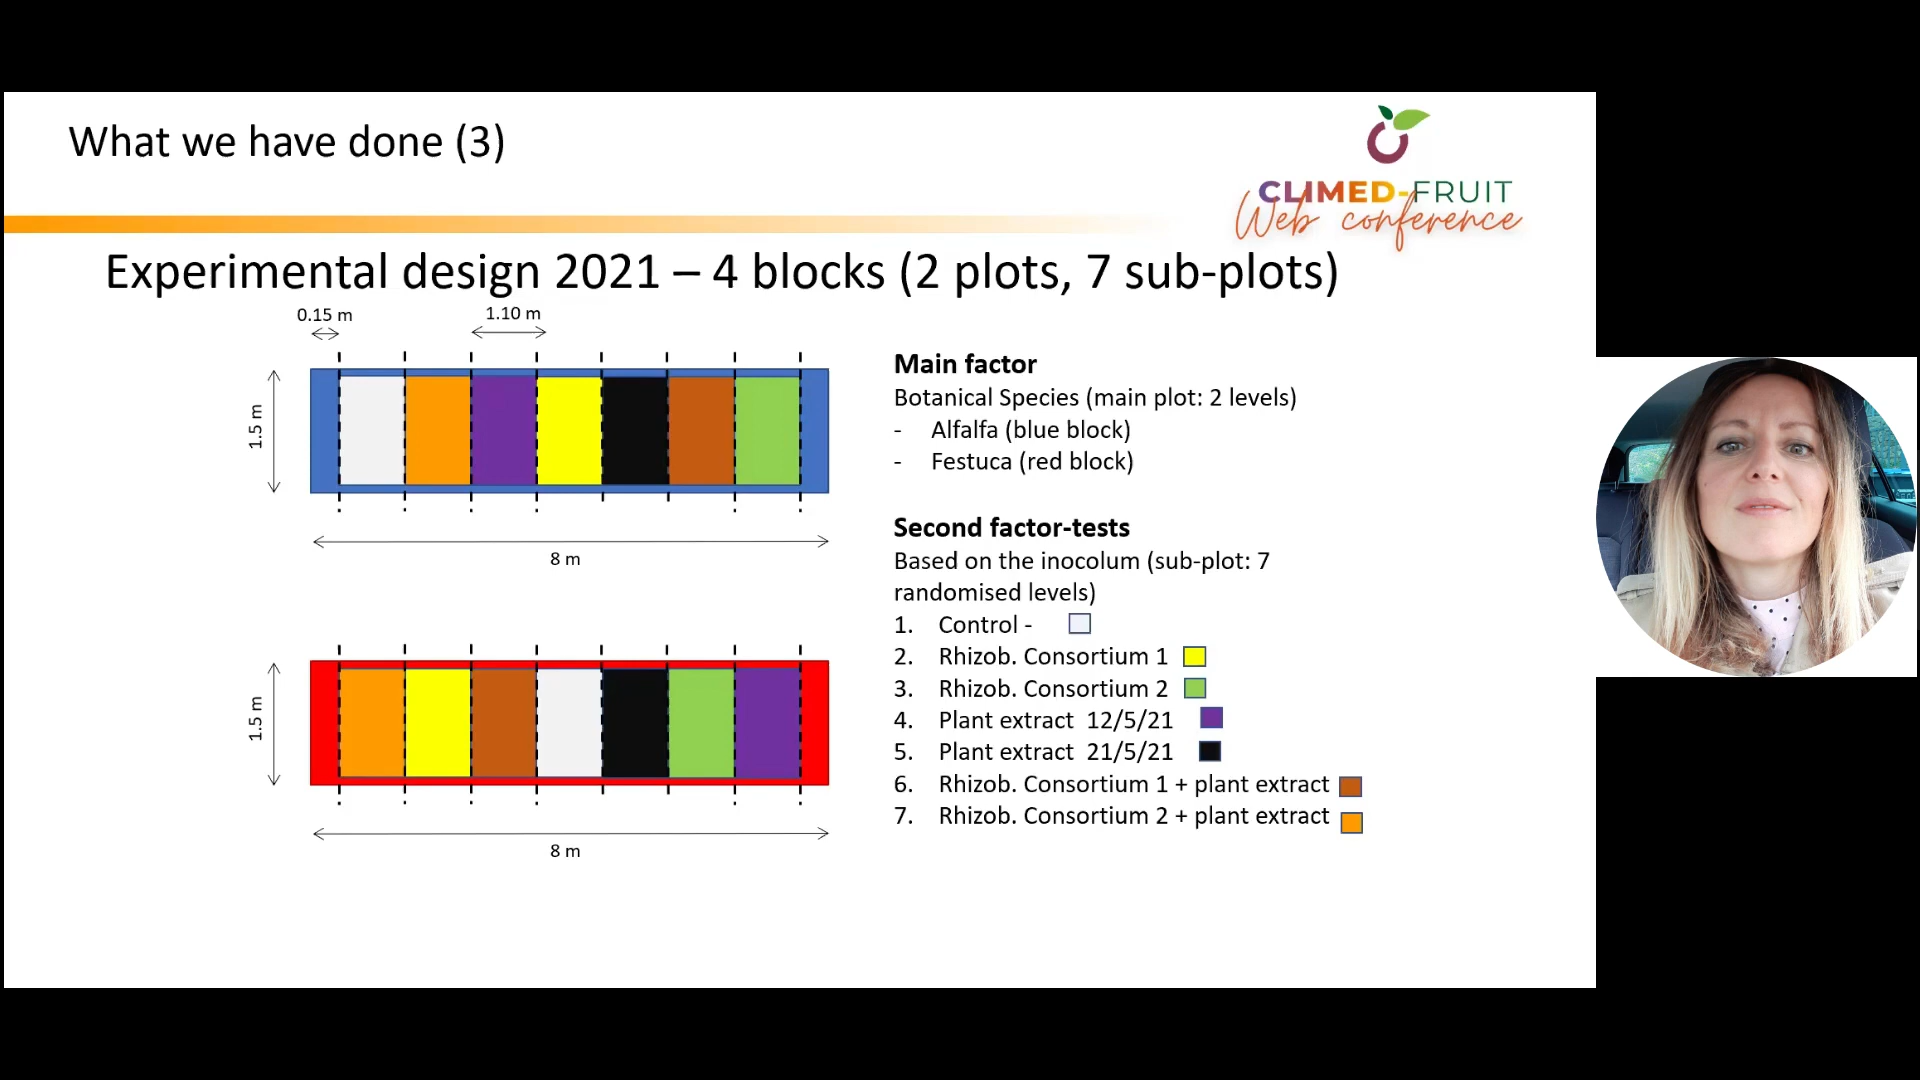 What we have done (3)
CLIMED-FRUIT
Web conference
Experimental design 2021 – 4 blocks (2 plots, 7 sub-plots)
0.15 m
1.10 m
1.5 m
8 m
1.5 m
8 m
Main factor
Botanical Species (main plot: 2 levels)
- Alfalfa (blue block)
- Festuca (red block)
Second factor-tests
Based on the inocolum (sub-plot: 7
randomised levels)
1. Control -
2. Rhizob. Consortium 1
3. Rhizob. Consortium 2
4. Plant extract 12/5/21
5. Plant extract 21/5/21
6. Rhizob. Consortium 1 + plant extract
7. Rhizob. Consortium 2 + plant extract